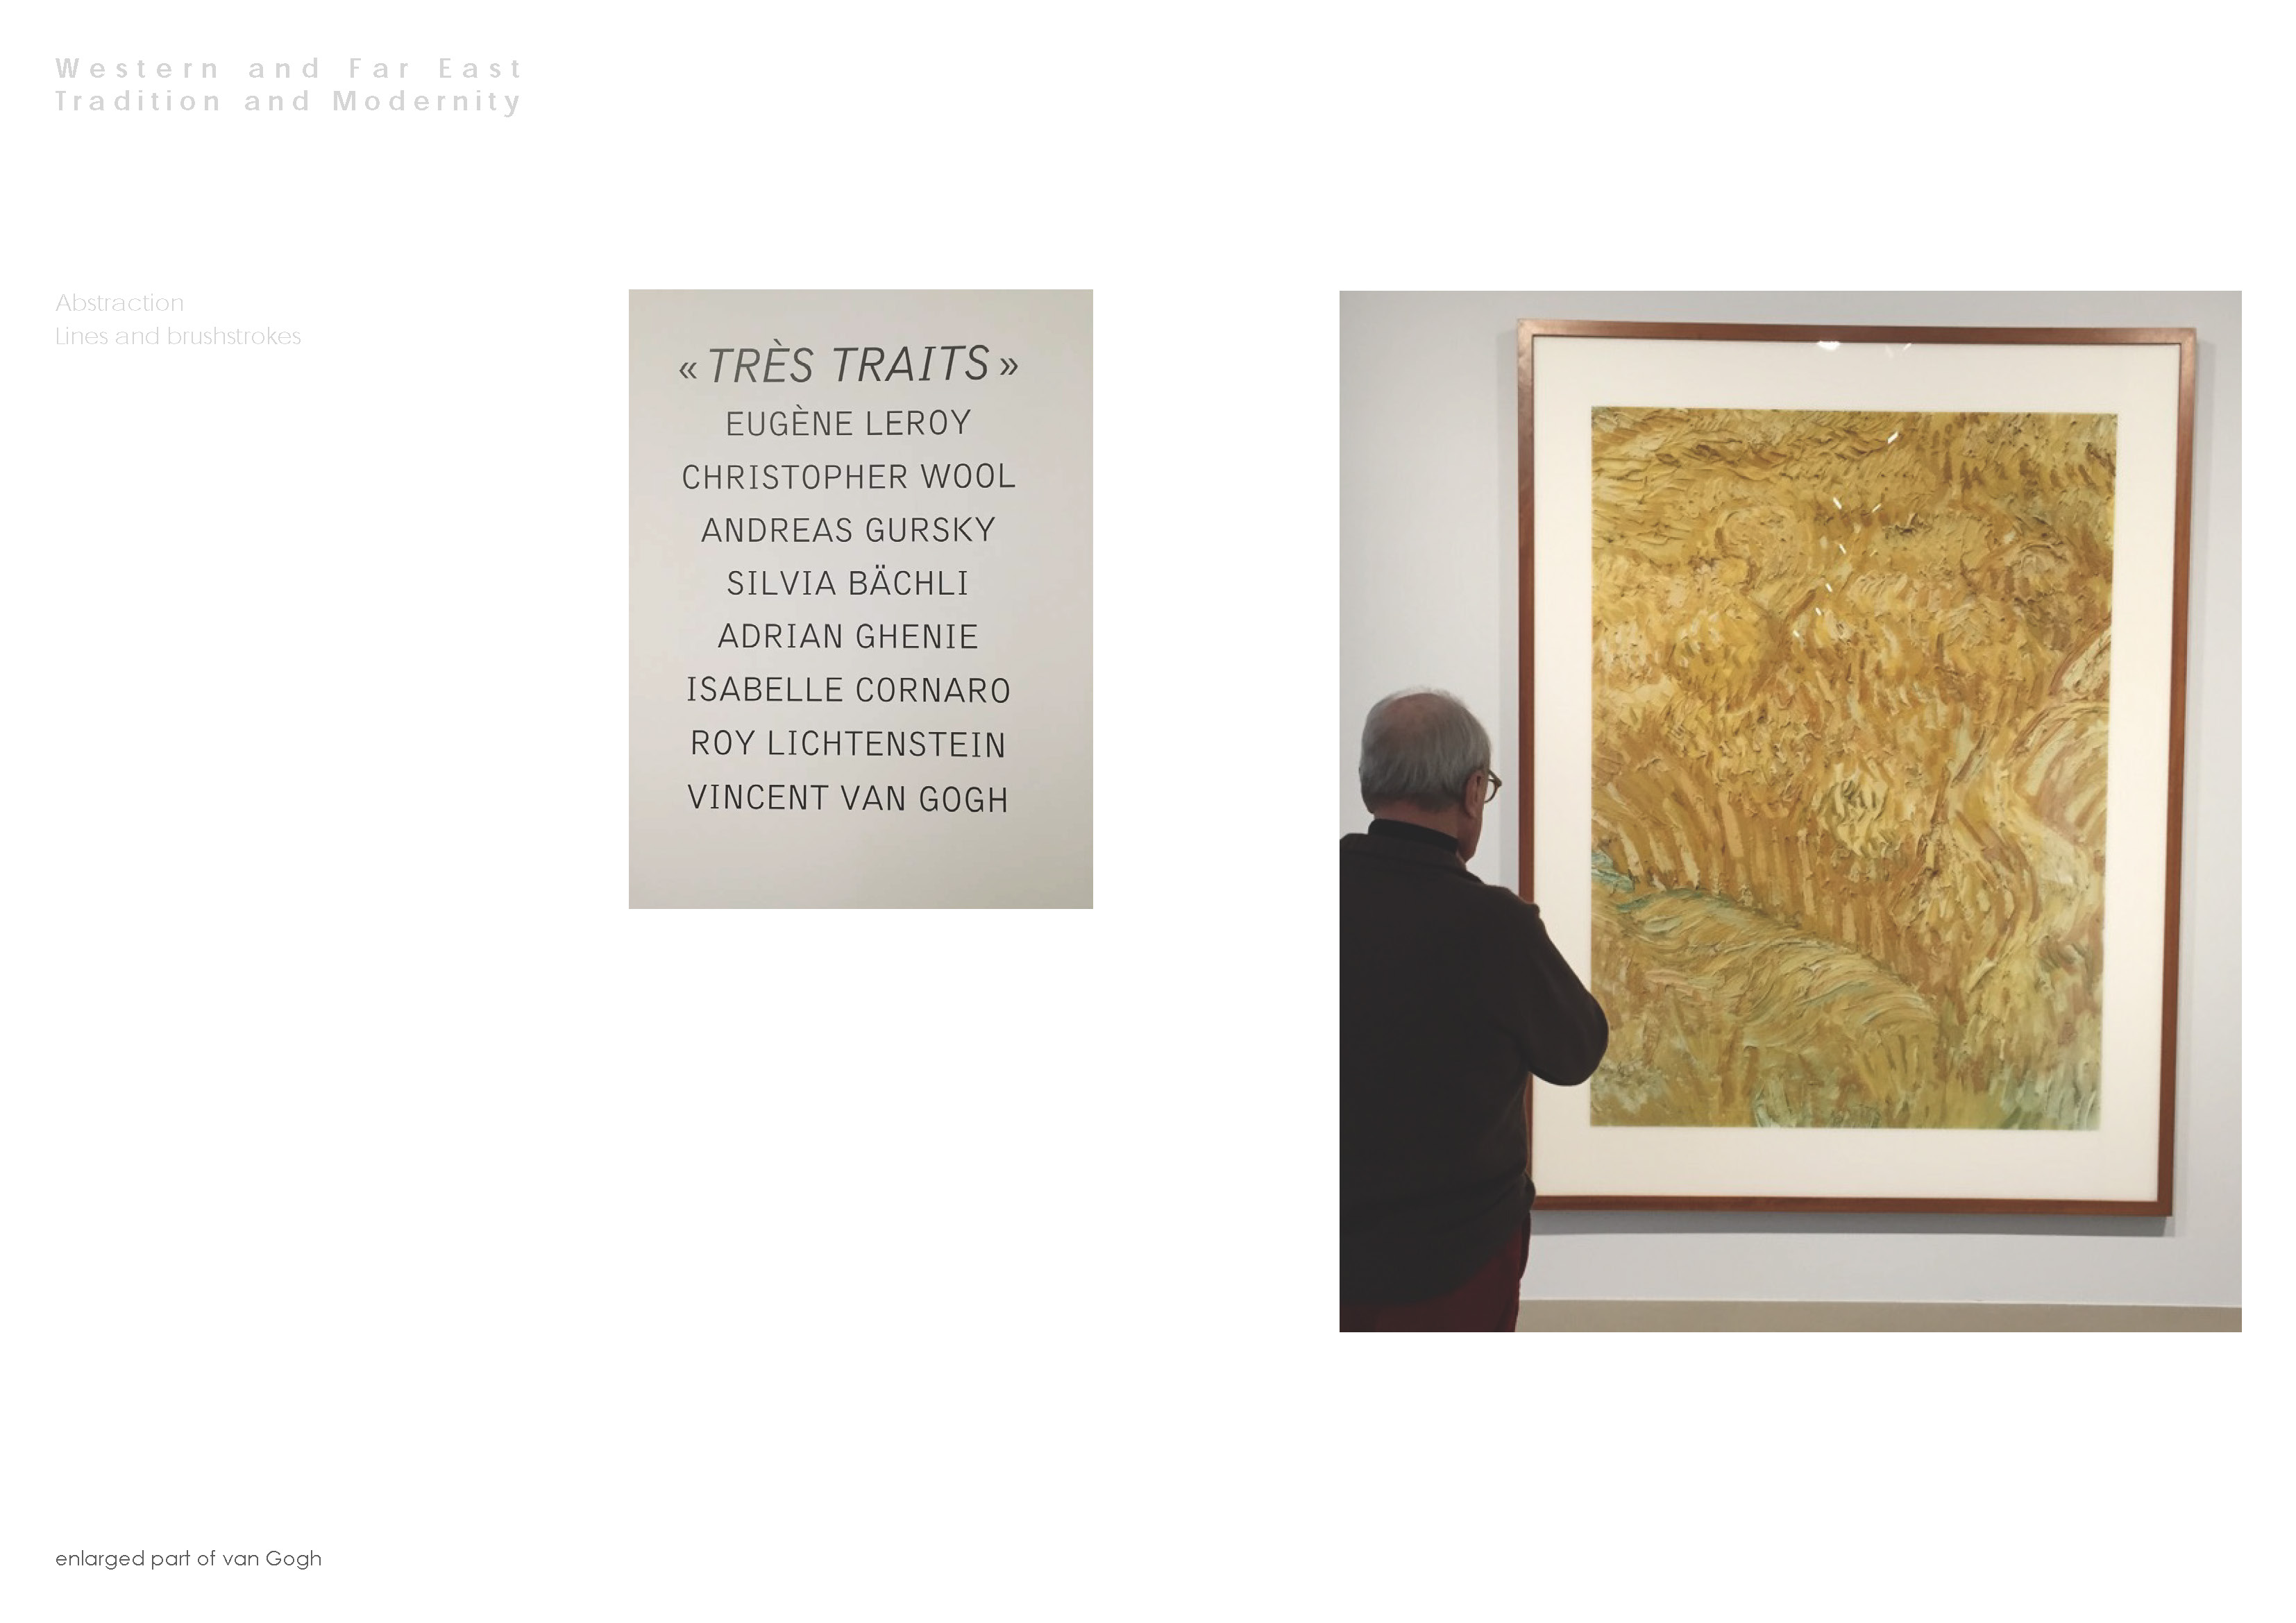 Western and Far East
Tradition and Modernity
Abstraction
Lines and brushstrokes
« TRÈS TRAITS »
EUGÈNE LEROY
CHRISTOPHER WOOL
ANDREAS GURSKY
SILVIA BÄCHLI
ADRIAN GHENIE
ISABELLE CORNARO
ROY LICHTENSTEIN
VINCENT VAN GOGH
enlarged part of van Gogh